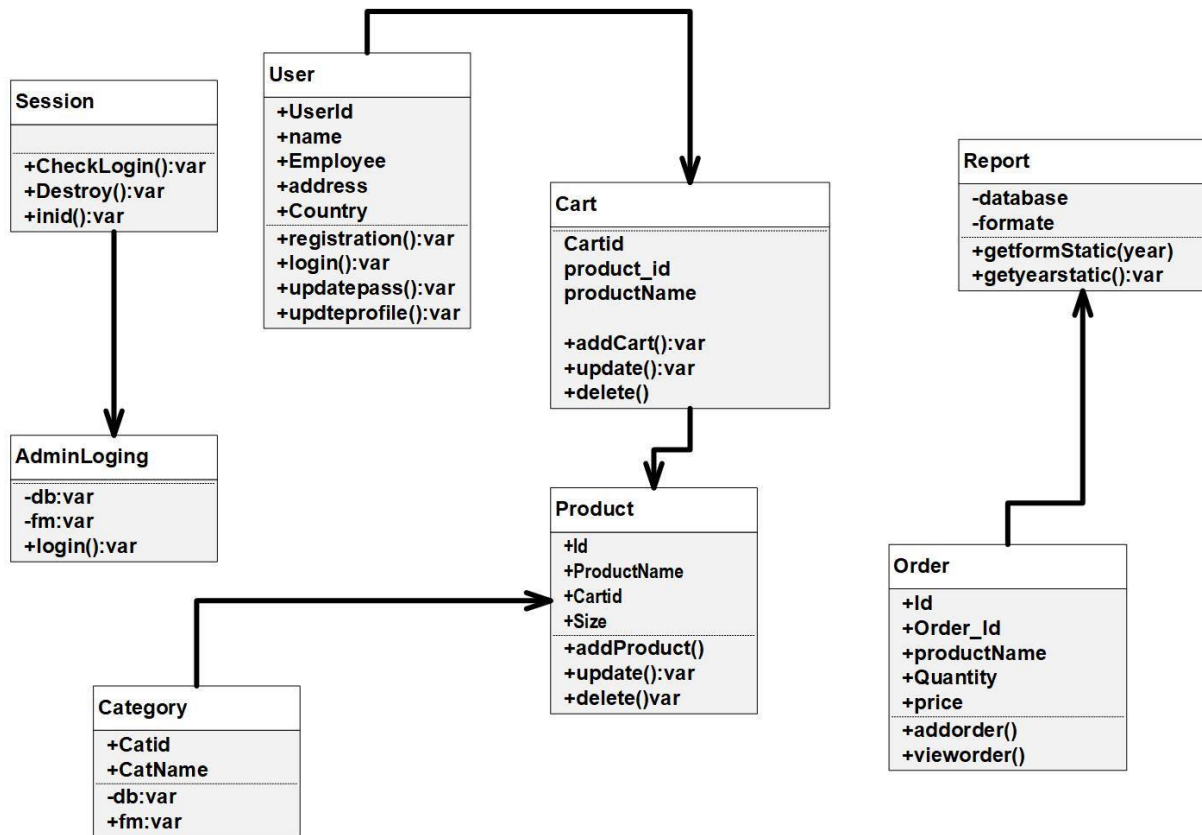 Session
+CheckLogin():var
+Destroy():var
+inid():var
User
+UserId
+name
+Employee
+address
+Country
+registration():var
+login():var
+updatepass():var
+updteprofile():var
Cart
Cartid
product_id
productName
+addCart():var
+update():var
+delete()
Report
-database
-formate
+getformStatic(year)
+getyearstatic():var
AdminLoging
-db:var
-fm:var
+login():var
Product
+Id
+ProductName
+Cartid
+Size
+addProduct()
+update():var
+delete()var
Order
+Id
+Order_Id
+productName
+Quantity
+price
+addorder()
+vieworder()
Category
+Catid
+CatName
-db:var
+fm:var